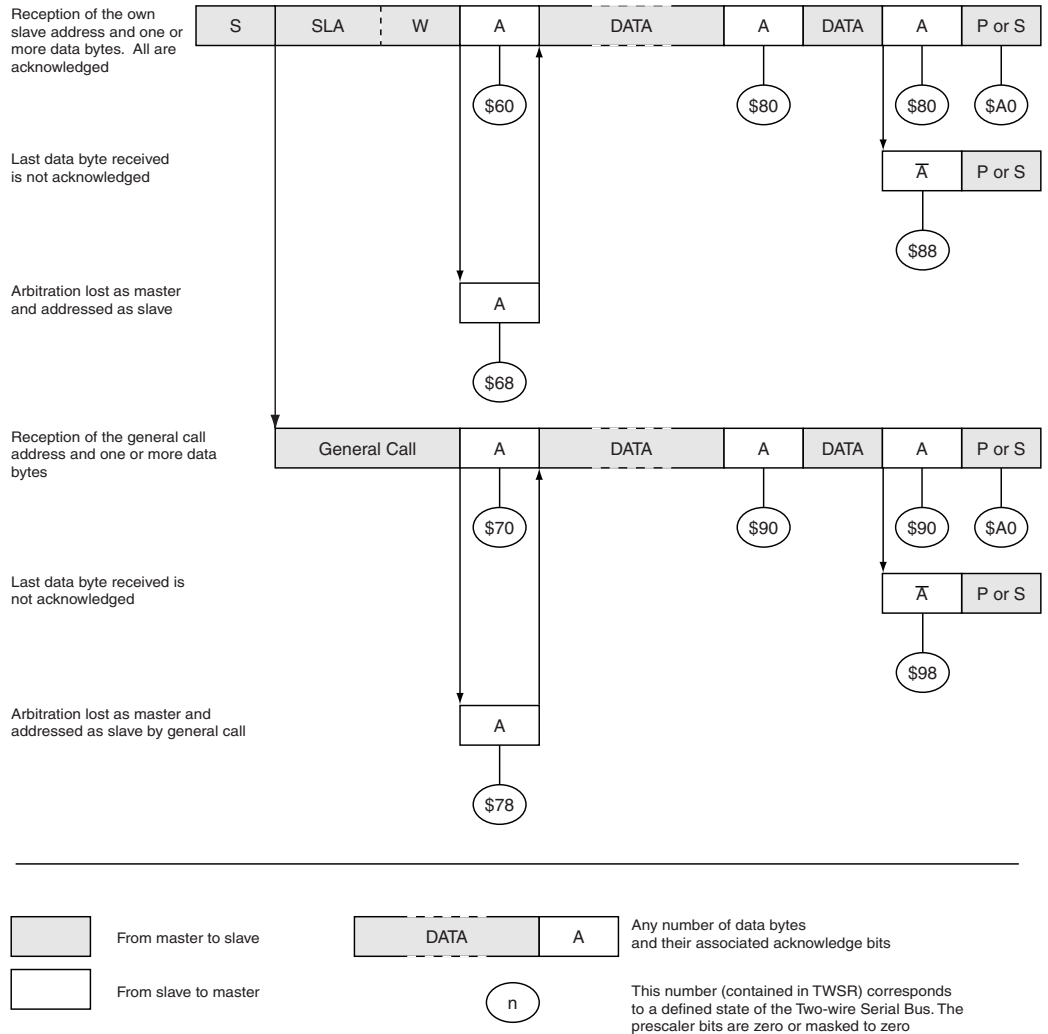 Reception of the own
slave address and one or
more data bytes. All are
acknowledged
S SLA W A DATA A DATA A P or S
$60 $80 $80 $A0
Last data byte received
is not acknowledged
A̅ P or S
$88
Arbitration lost as master
and addressed as slave
A
$68
Reception of the general call
address and one or more data
bytes
General Call A DATA A DATA A P or S
$70 $90 $90 $A0
Last data byte received is
not acknowledged
A̅ P or S
$98
Arbitration lost as master and
addressed as slave by general call
A
$78
From master to slave
DATA A
Any number of data bytes
and their associated acknowledge bits
From slave to master
n
This number (contained in TWSR) corresponds
to a defined state of the Two-wire Serial Bus. The
prescaler bits are zero or masked to zero